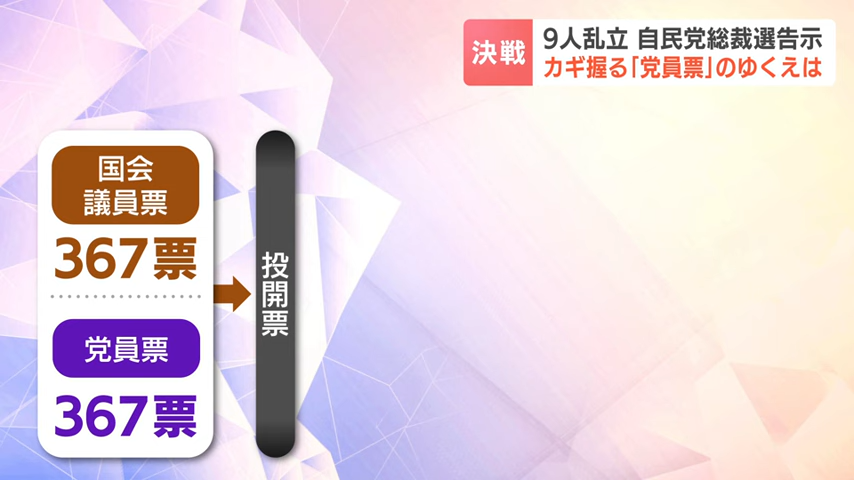 決戦
9人乱立 自民党総裁選告示
カギ握る「党員票」のゆくえは
国会
議員票
367票
党員票
367票
投開票